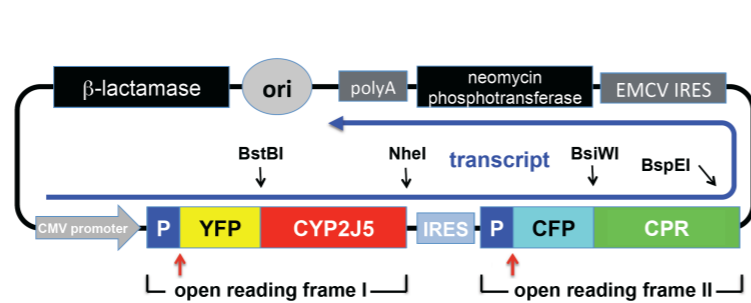 β-lactamase
ori
polyA
neomycin
phosphotransferase
EMCV IRES
BstBI
NheI
transcript
BsiWI
BspEI
CMV promoter
P
YFP
CYP2J5
IRES
P
CFP
CPR
open reading frame I
open reading frame II